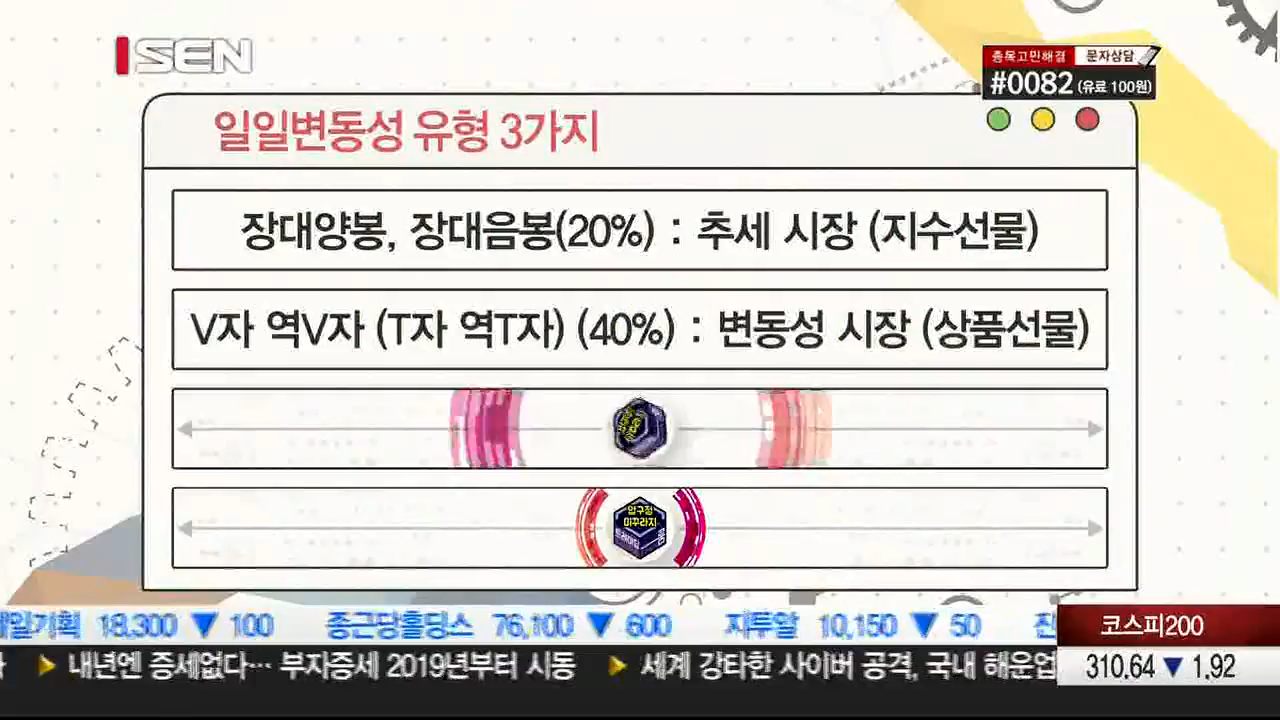 SEN
종목고민해결 문자상담
#0082 (유료 100원)
일일변동성 유형 3가지
장대양봉, 장대음봉(20%) : 추세 시장 (지수선물)
V자 역V자 (T자 역T자) (40%) : 변동성 시장 (상품선물)
압구정
미꾸라지
18,300 ▼ 100 종근당홀딩스 76,100 ▼ 600 지투알 10,150 ▼ 50
코스피200
내년엔 증세없다… 부자증세 2019년부터 시동 세계 강타한 사이버 공격, 국내 해운업
310.64 ▼ 1.92